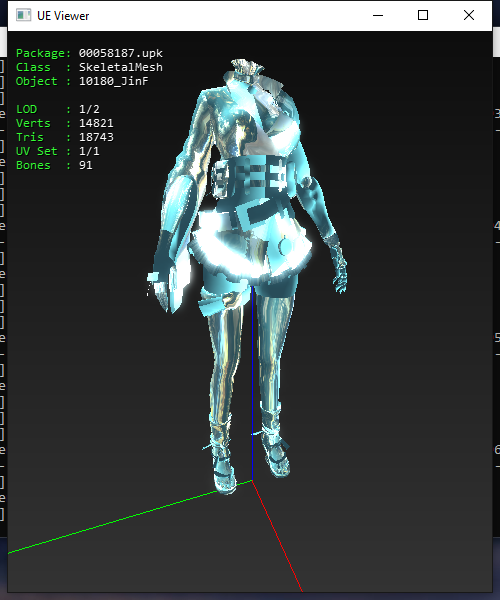 UE Viewer
Package: 00058187.upk
Class : SkeletalMesh
Object : 10180_JinF
LOD : 1/2
Verts : 14821
Tris : 18743
UV Set : 1/1
Bones : 91